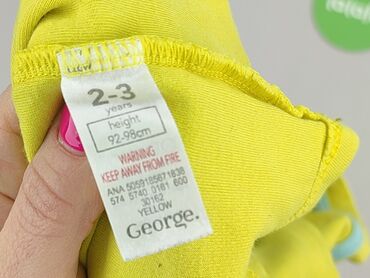 2-3
years
height
92-98cm
WARNING
KEEP AWAY FROM FIRE
ANA 5059185671838
574 5740 0161 600
30162
YELLOW
George.